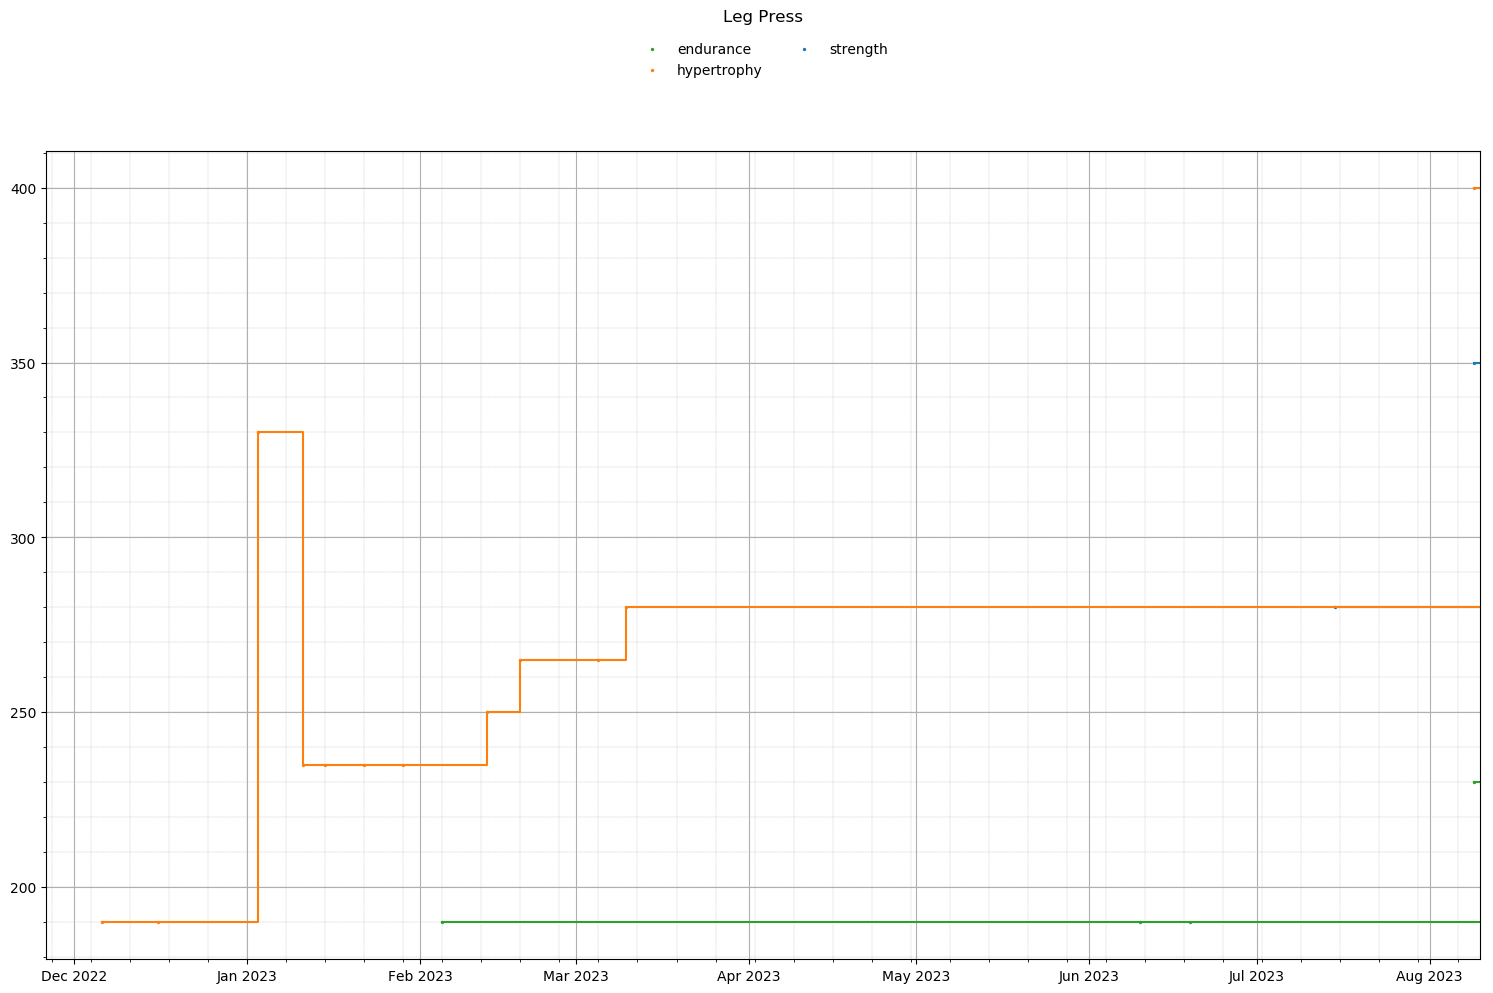 Leg Press
endurance
strength
hypertrophy
400
350
300
250
200
Dec 2022
Jan 2023
Feb 2023
Mar 2023
Apr 2023
May 2023
Jun 2023
Jul 2023
Aug 2023